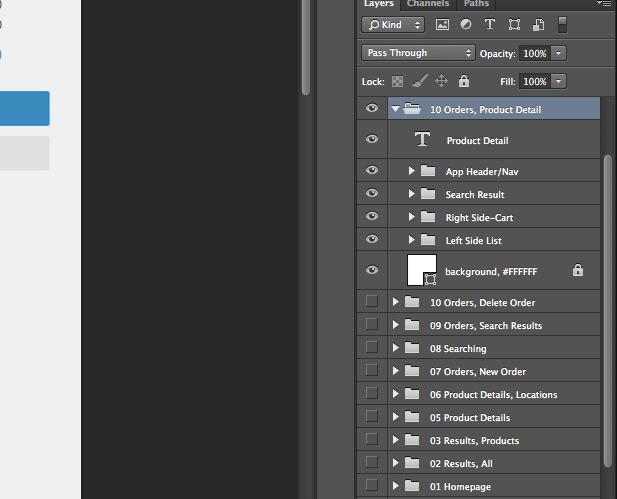 Layers Channels Paths
Kind
Pass Through Opacity: 100%
Lock: Fill: 100%
10 Orders, Product Detail
T Product Detail
App Header/Nav
Search Result
Right Side-Cart
Left Side List
background, #FFFFFF
10 Orders, Delete Order
09 Orders, Search Results
08 Searching
07 Orders, New Order
06 Product Details, Locations
05 Product Details
03 Results, Products
02 Results, All
01 Homepage